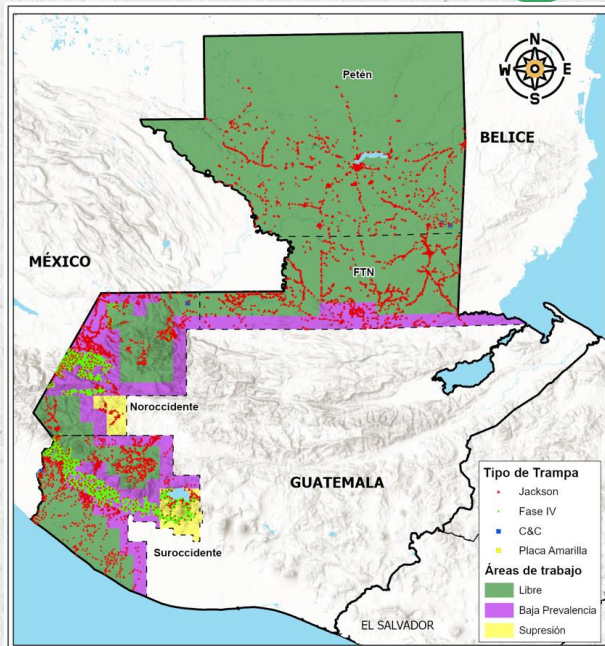 N
W E
S
Petén
BELICE
MÉXICO
FTN
Noroccidente
GUATEMALA
Suroccidente
EL SALVADOR
Tipo de Trampa
Jackson
Fase IV
C&C
Placa Amarilla
Áreas de trabajo
Libre
Baja Prevalencia
Supresión